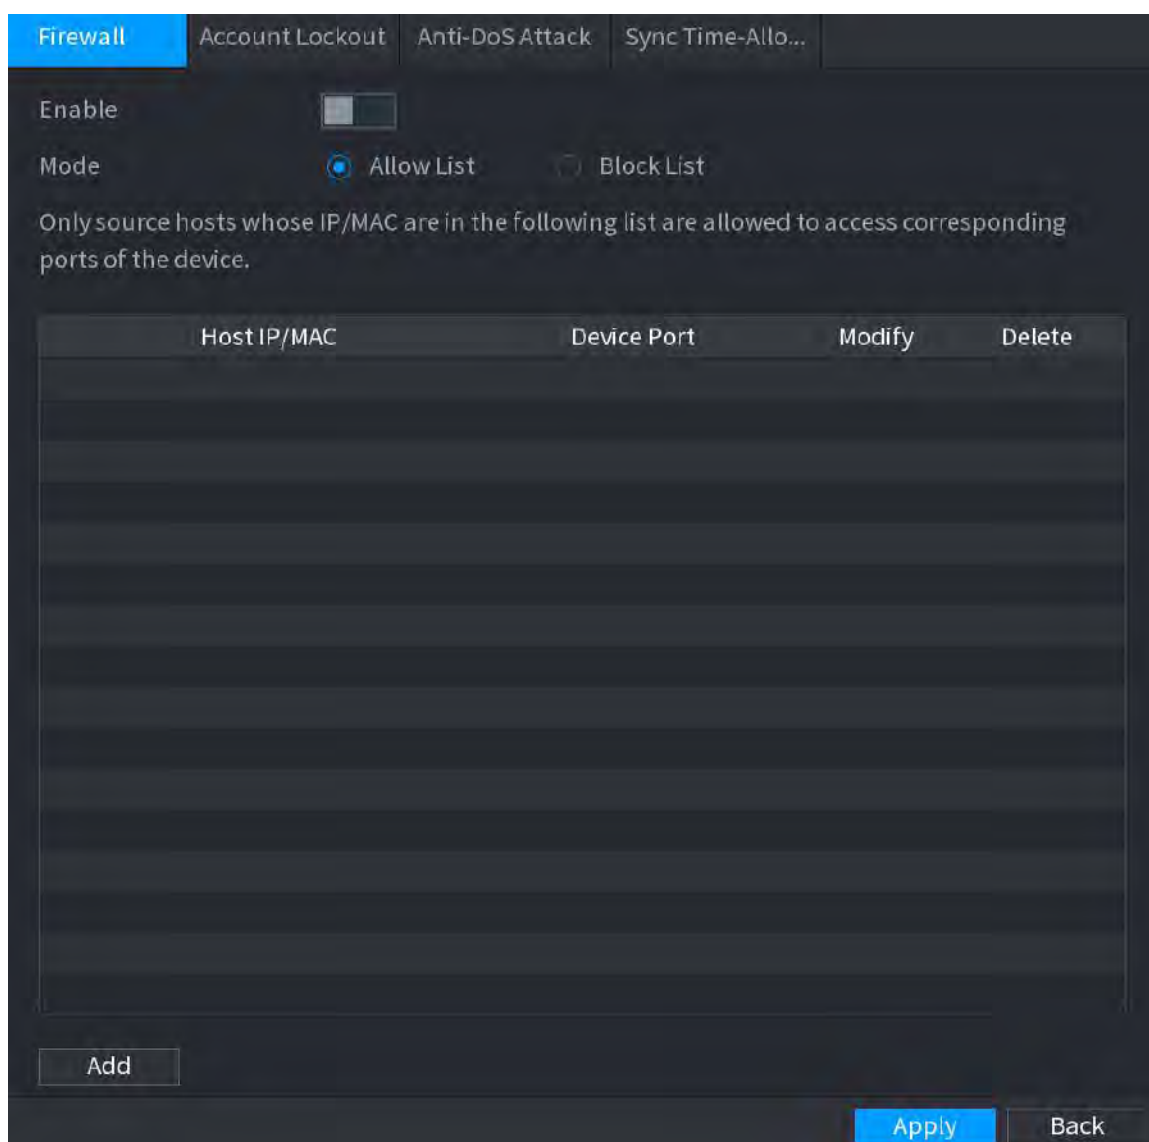 Firewall Account Lockout Anti-DoS Attack Sync Time-Allo...
Enable
Mode Allow List Block List
Only source hosts whose IP/MAC are in the following list are allowed to access corresponding
ports of the device.
Host IP/MAC Device Port Modify Delete
Add
Apply Back